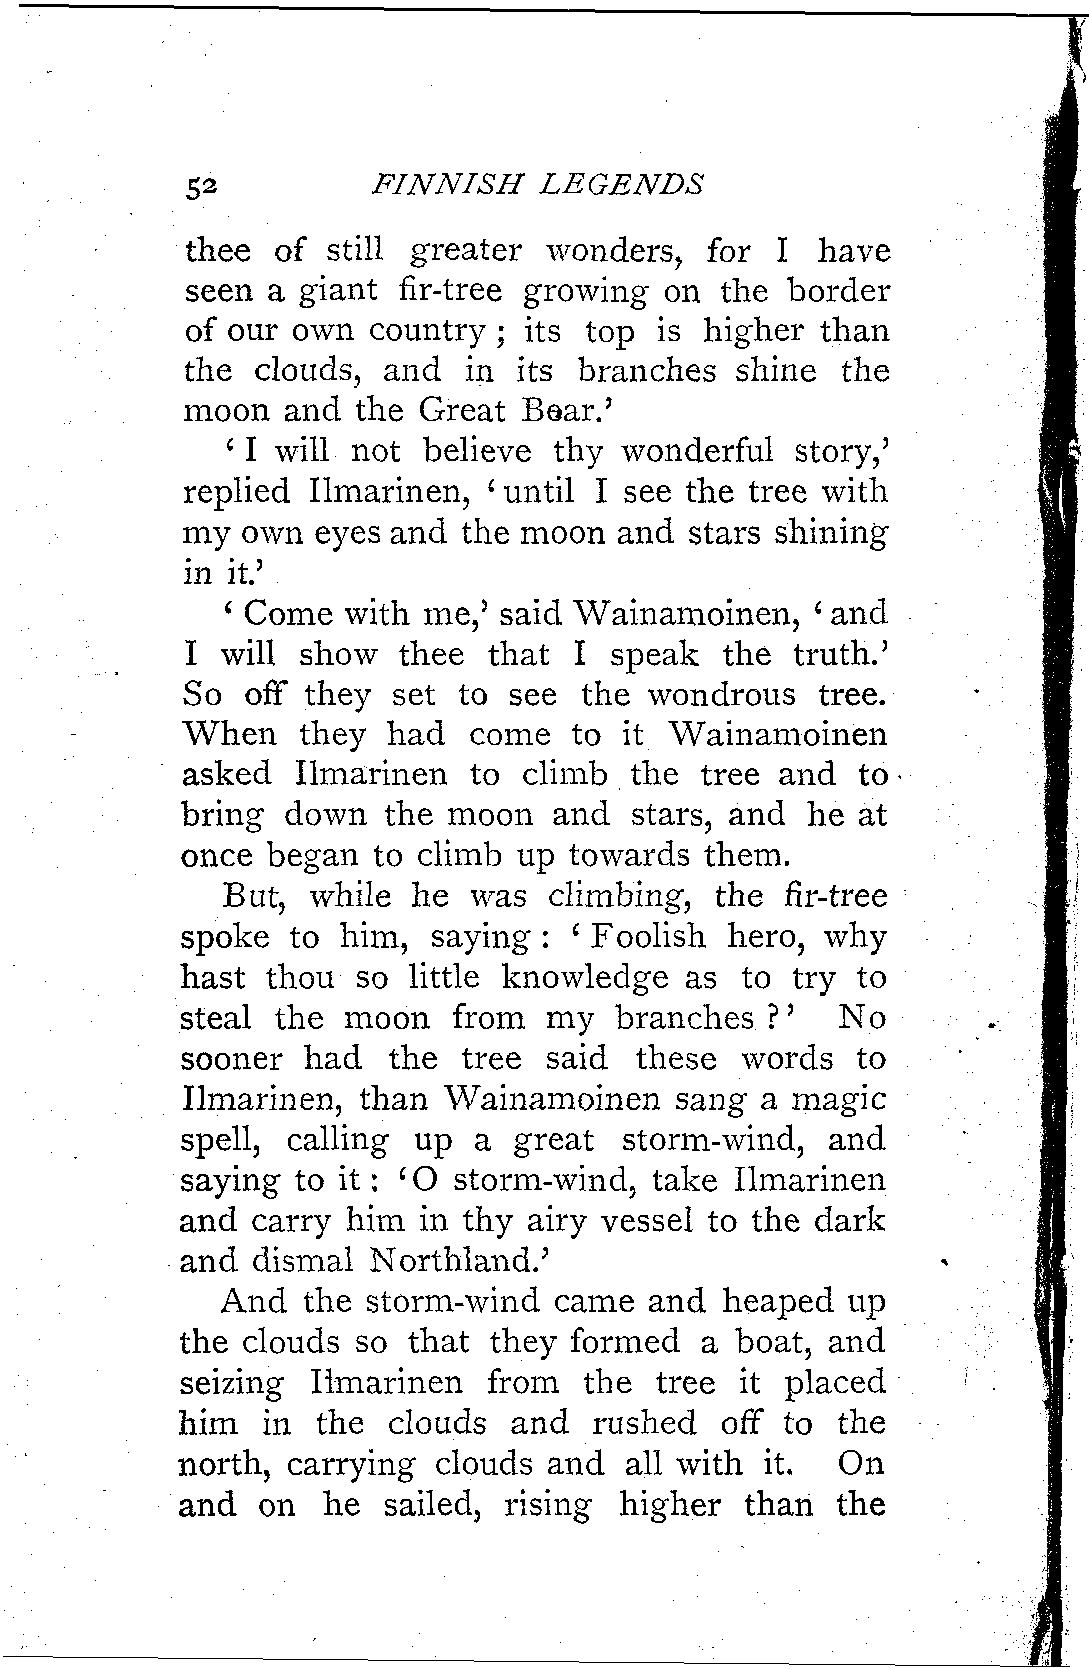 52 FINNISH LEGENDS
thee of still greater wonders, for I have
seen a giant fir-tree growing on the border
of our own country ; its top is higher than
the clouds, and in its branches shine the
moon and the Great Bear.’
‘ I will not believe thy wonderful story,’
replied Ilmarinen, ‘ until I see the tree with
my own eyes and the moon and stars shining
in it.’
‘ Come with me,’ said Wainamoinen, ‘ and
I will show thee that I speak the truth.’
So off they set to see the wondrous tree.
When they had come to it Wainamoinen
asked Ilmarinen to climb the tree and to
bring down the moon and stars, and he at
once began to climb up towards them.
But, while he was climbing, the fir-tree
spoke to him, saying : ‘ Foolish hero, why
hast thou so little knowledge as to try to
steal the moon from my branches ? ’ No
sooner had the tree said these words to
Ilmarinen, than Wainamoinen sang a magic
spell, calling up a great storm-wind, and
saying to it : ‘ O storm-wind, take Ilmarinen
and carry him in thy airy vessel to the dark
and dismal Northland.’
And the storm-wind came and heaped up
the clouds so that they formed a boat, and
seizing Ilmarinen from the tree it placed
him in the clouds and rushed off to the
north, carrying clouds and all with it. On
and on he sailed, rising higher than the